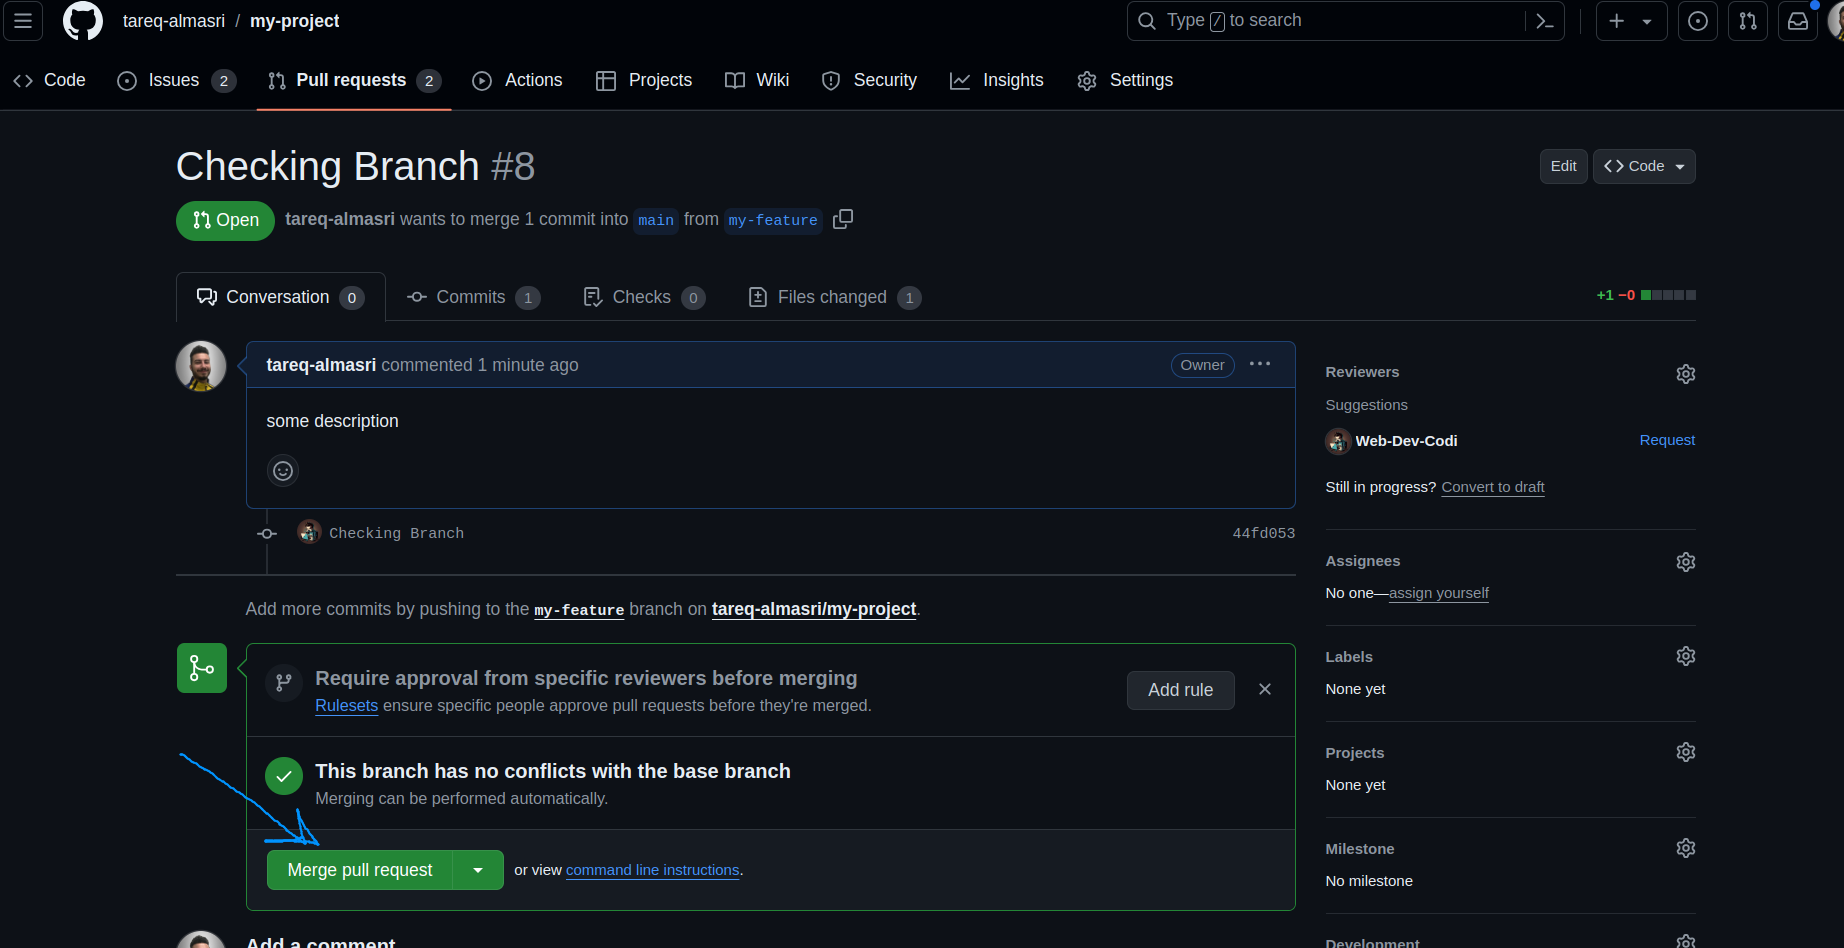 tareq-almasri / my-project
Type / to search
Code
Issues 2
Pull requests 2
Actions
Projects
Wiki
Security
Insights
Settings
Checking Branch #8
Edit
Code
Open
tareq-almasri wants to merge 1 commit into main from my-feature
Conversation 0
Commits 1
Checks 0
Files changed 1
+1 −0
tareq-almasri commented 1 minute ago
Owner
some description
Checking Branch
44fd053
Add more commits by pushing to the my-feature branch on tareq-almasri/my-project.
Require approval from specific reviewers before merging
Rulesets ensure specific people approve pull requests before they're merged.
Add rule
This branch has no conflicts with the base branch
Merging can be performed automatically.
Merge pull request
or view command line instructions.
Add a comment
Reviewers
Suggestions
Web-Dev-Codi
Request
Still in progress? Convert to draft
Assignees
No one—assign yourself
Labels
None yet
Projects
None yet
Milestone
No milestone
Development